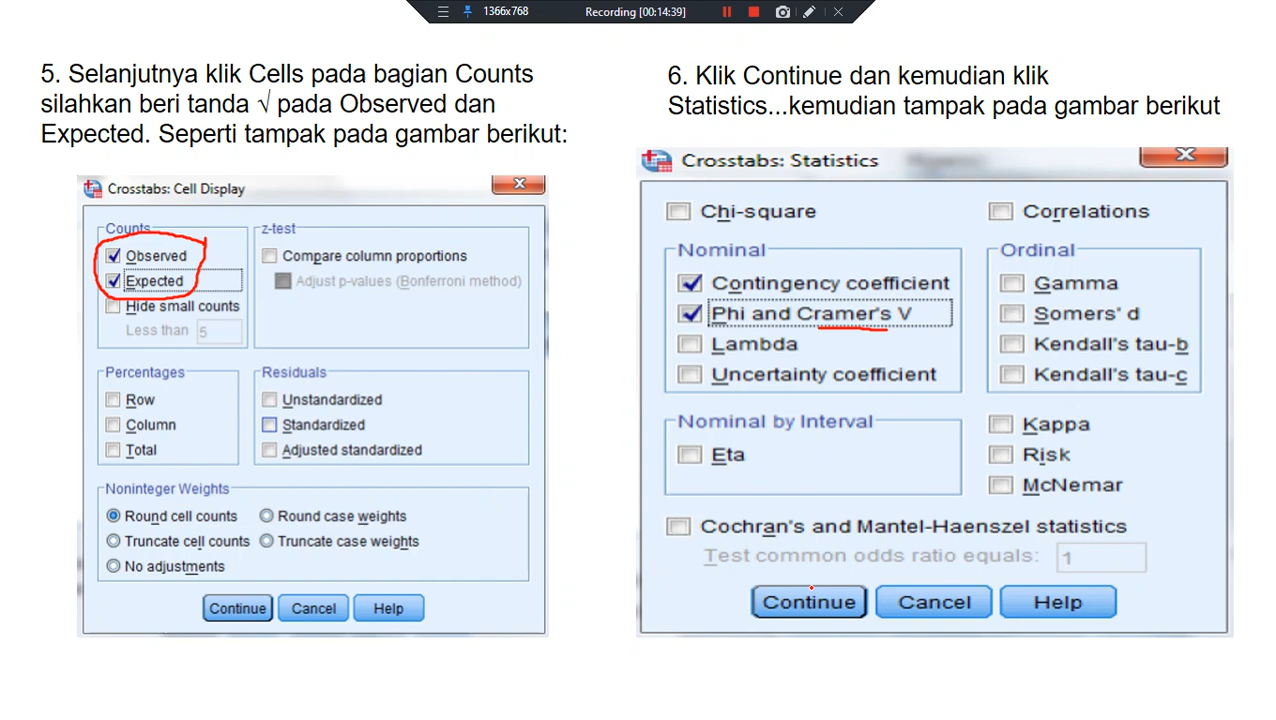 1366x768
Recording [00:14:39]
5. Selanjutnya klik Cells pada bagian Counts
silahkan beri tanda √ pada Observed dan
Expected. Seperti tampak pada gambar berikut:
Crosstabs: Cell Display
Counts
Observed
Expected
Hide small counts
Less than 5
z-test
Compare column proportions
Adjust p-values (Bonferroni method)
Percentages
Row
Column
Total
Residuals
Unstandardized
Standardized
Adjusted standardized
Noninteger Weights
Round cell counts
Round case weights
Truncate cell counts
Truncate case weights
No adjustments
Continue
Cancel
Help
6. Klik Continue dan kemudian klik
Statistics...kemudian tampak pada gambar berikut
Crosstabs: Statistics
Chi-square
Correlations
Nominal
Contingency coefficient
Phi and Cramer's V
Lambda
Uncertainty coefficient
Ordinal
Gamma
Somers' d
Kendall's tau-b
Kendall's tau-c
Nominal by Interval
Eta
Kappa
Risk
McNemar
Cochran's and Mantel-Haenszel statistics
Test common odds ratio equals: 1
Continue
Cancel
Help